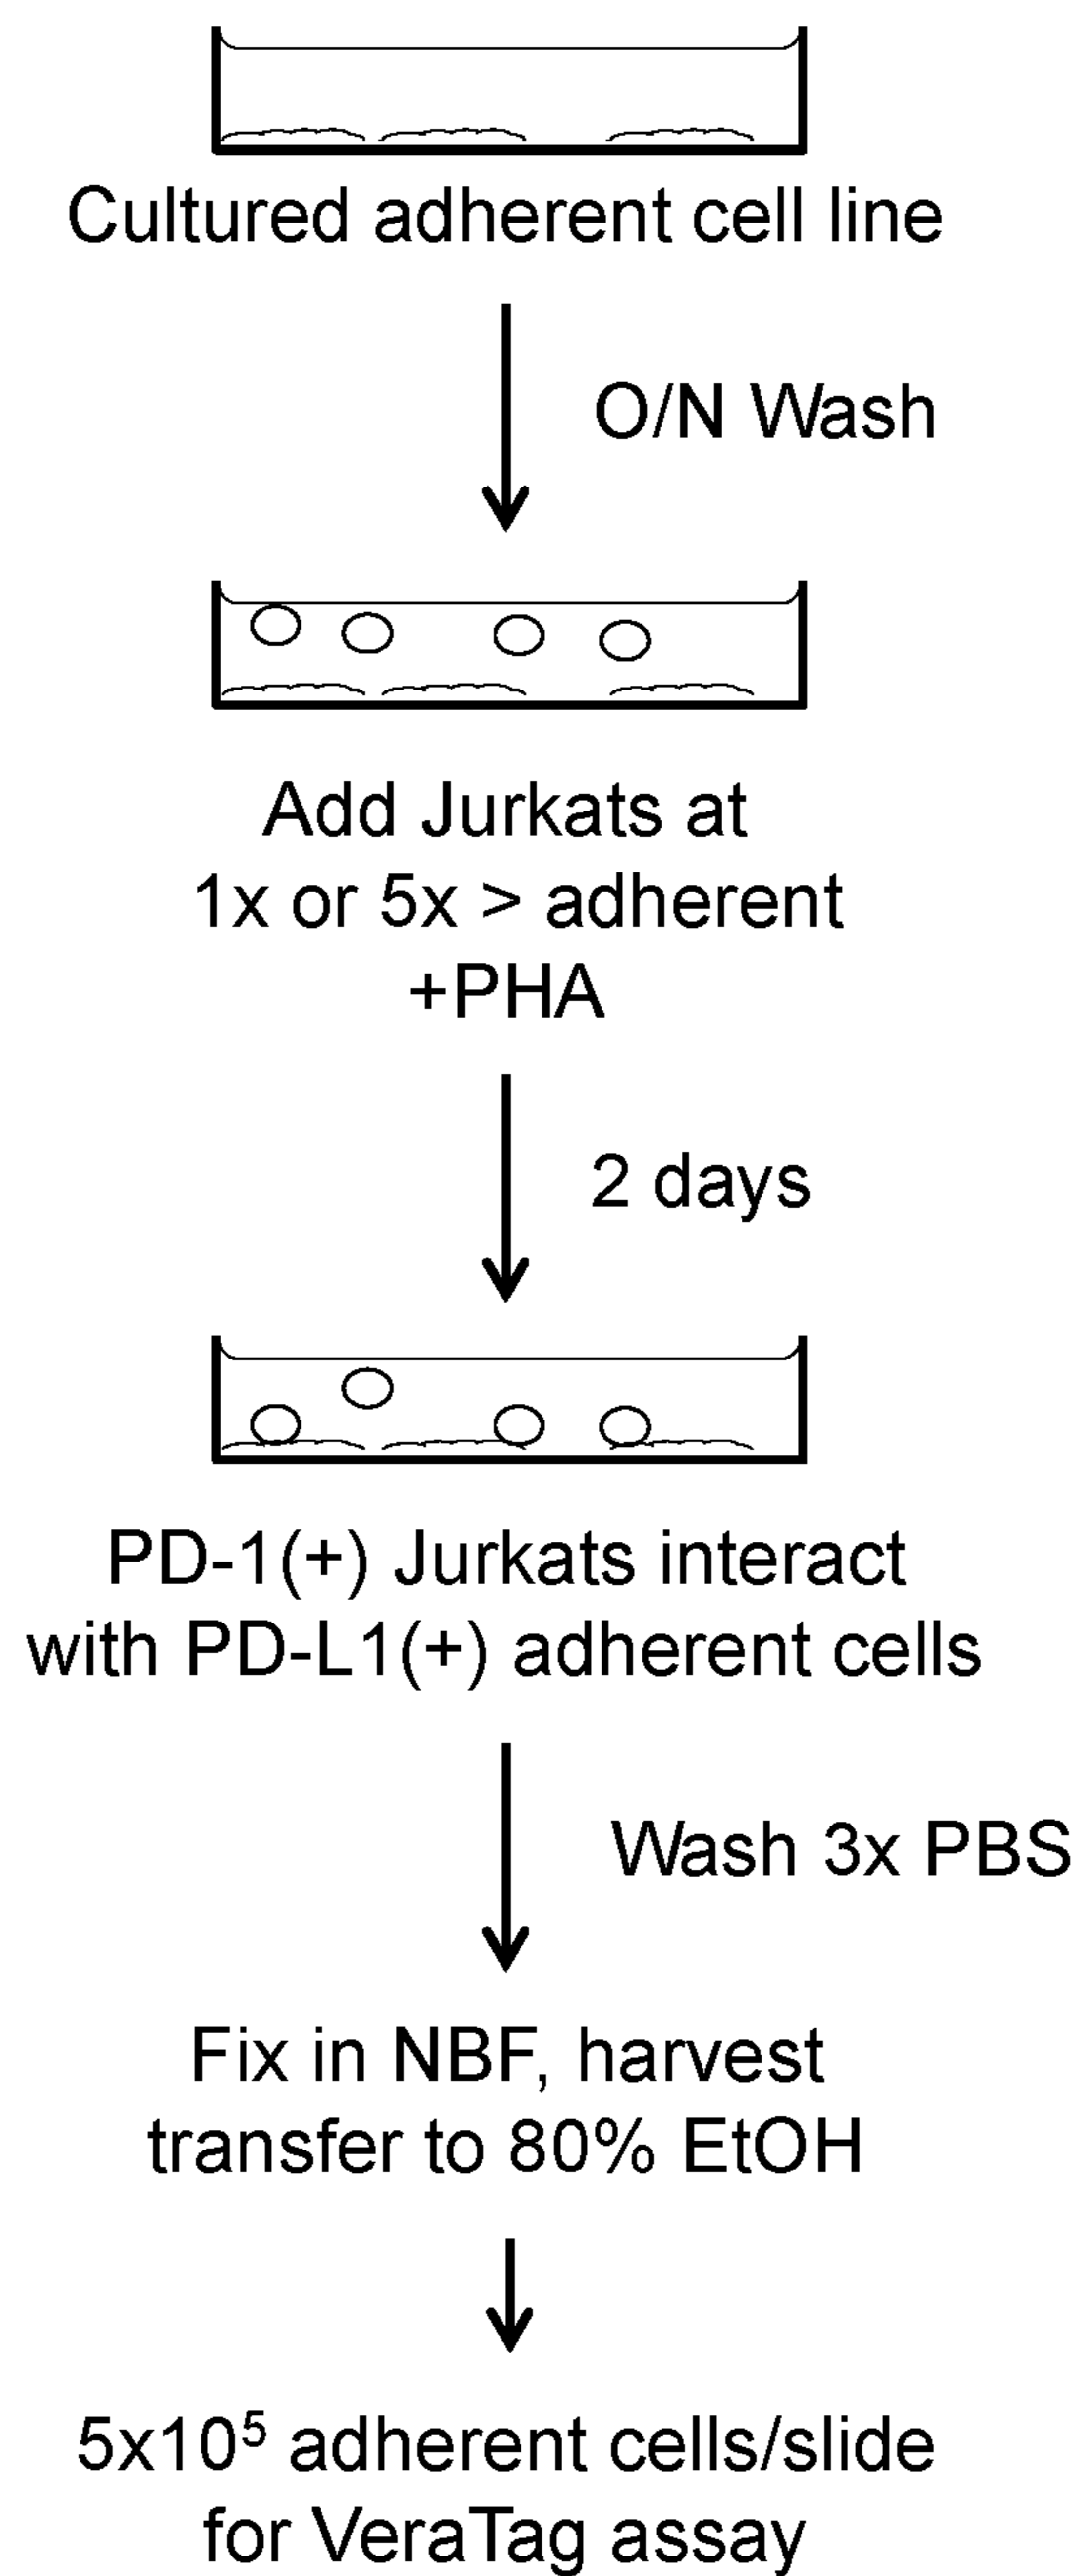 Cultured adherent cell line
O/N Wash
Add Jurkats at
1x or 5x > adherent
+PHA
2 days
PD-1(+) Jurkats interact
with PD-L1(+) adherent cells
Wash 3x PBS
Fix in NBF, harvest
transfer to 80% EtOH
5x10⁵ adherent cells/slide
for VeraTag assay